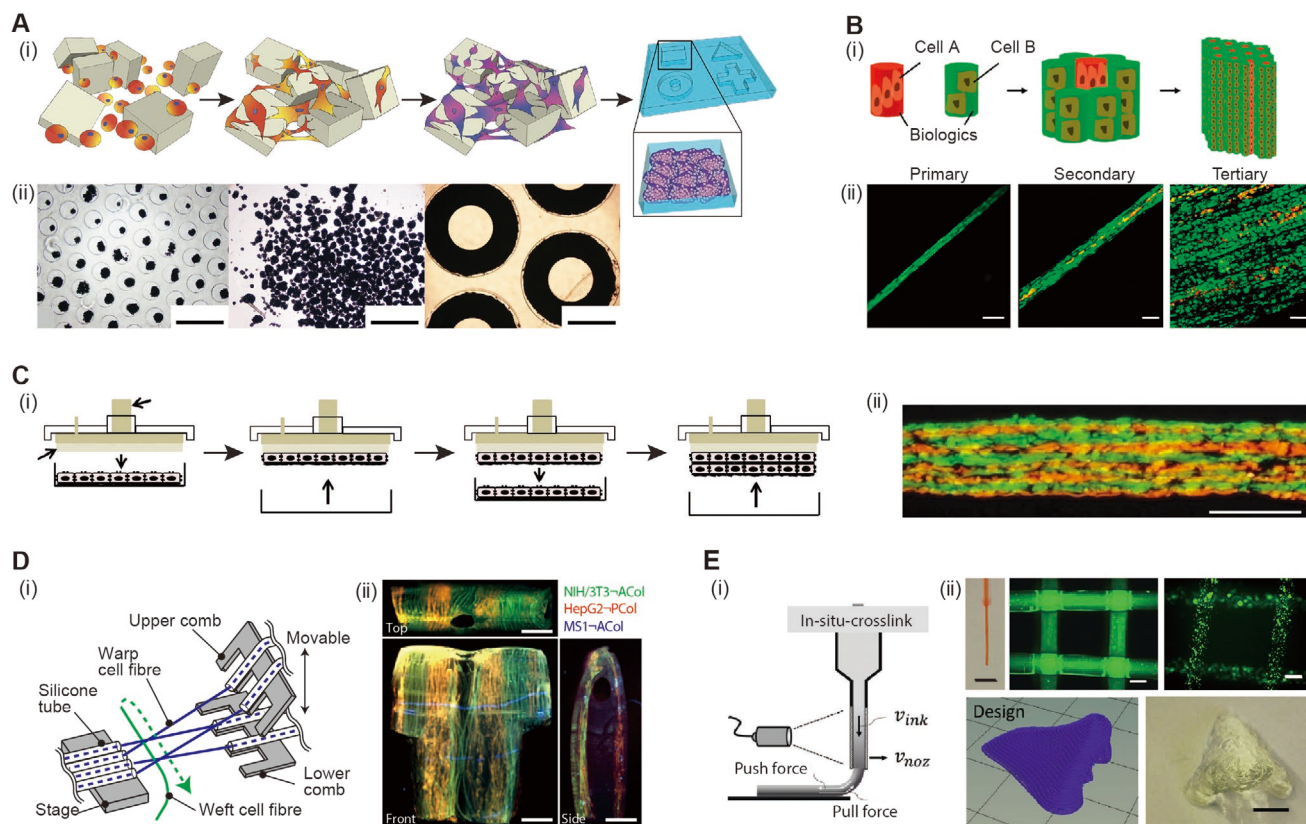 A
(i)
(ii)
B
(i)
Cell A
Cell B
Biologics
(ii)
Primary
Secondary
Tertiary
C
(i)
(ii)
D
(i)
Upper comb
Movable
Warp
cell fibre
Silicone
tube
Stage
Lower
comb
Weft cell fibre
(ii)
Top
NIH/3T3¬ACol
HepG2¬PCol
MS1¬ACol
Front
Side
E
(i)
In-situ-crosslink
v_ink
v_noz
Push force
Pull force
(ii)
Design